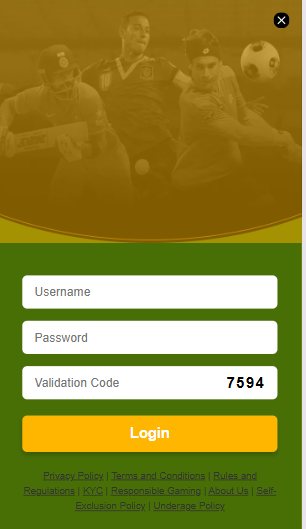 Username
Password
Validation Code 7594
Login
Privacy Policy | Terms and Conditions | Rules and
Regulations | KYC | Responsible Gaming | About Us | Self-
Exclusion Policy | Underage Policy